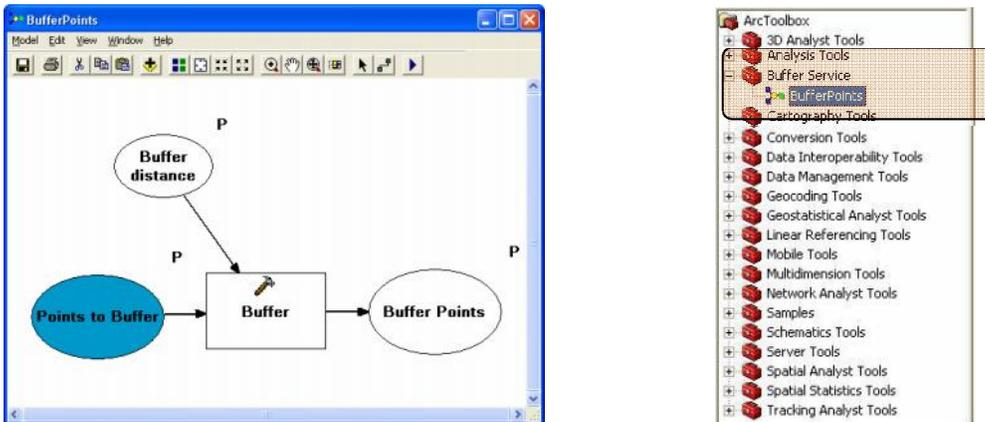 BufferPoints
Model Edit View Window Help
P
Buffer
distance
P
P
Points to Buffer
Buffer
Buffer Points
ArcToolbox
3D Analyst Tools
Analysis Tools
Buffer Service
BufferPoints
Cartography Tools
Conversion Tools
Data Interoperability Tools
Data Management Tools
Geocoding Tools
Geostatistical Analyst Tools
Linear Referencing Tools
Mobile Tools
Multidimension Tools
Network Analyst Tools
Samples
Schematics Tools
Server Tools
Spatial Analyst Tools
Spatial Statistics Tools
Tracking Analyst Tools